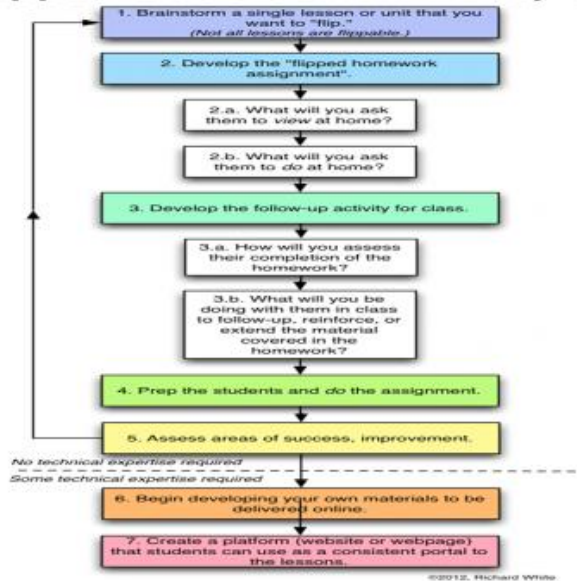 1. Brainstorm a single lesson or unit that you
want to "flip."
(Not all lessons are flippable.)
2. Develop the "flipped homework
assignment".
2.a. What will you ask
them to view at home?
2.b. What will you ask
them to do at home?
3. Develop the follow-up activity for class.
3.a. How will you assess
their completion of the
homework?
3.b. What will you be
doing with them in class
to follow-up, reinforce, or
extend the material
covered in the
homework?
4. Prep the students and do the assignment.
5. Assess areas of success, improvement.
No technical expertise required
Some technical expertise required
6. Begin developing your own materials to be
delivered online.
7. Create a platform (website or webpage)
that students can use as a consistent portal to
the lessons.
©2012, Richard White